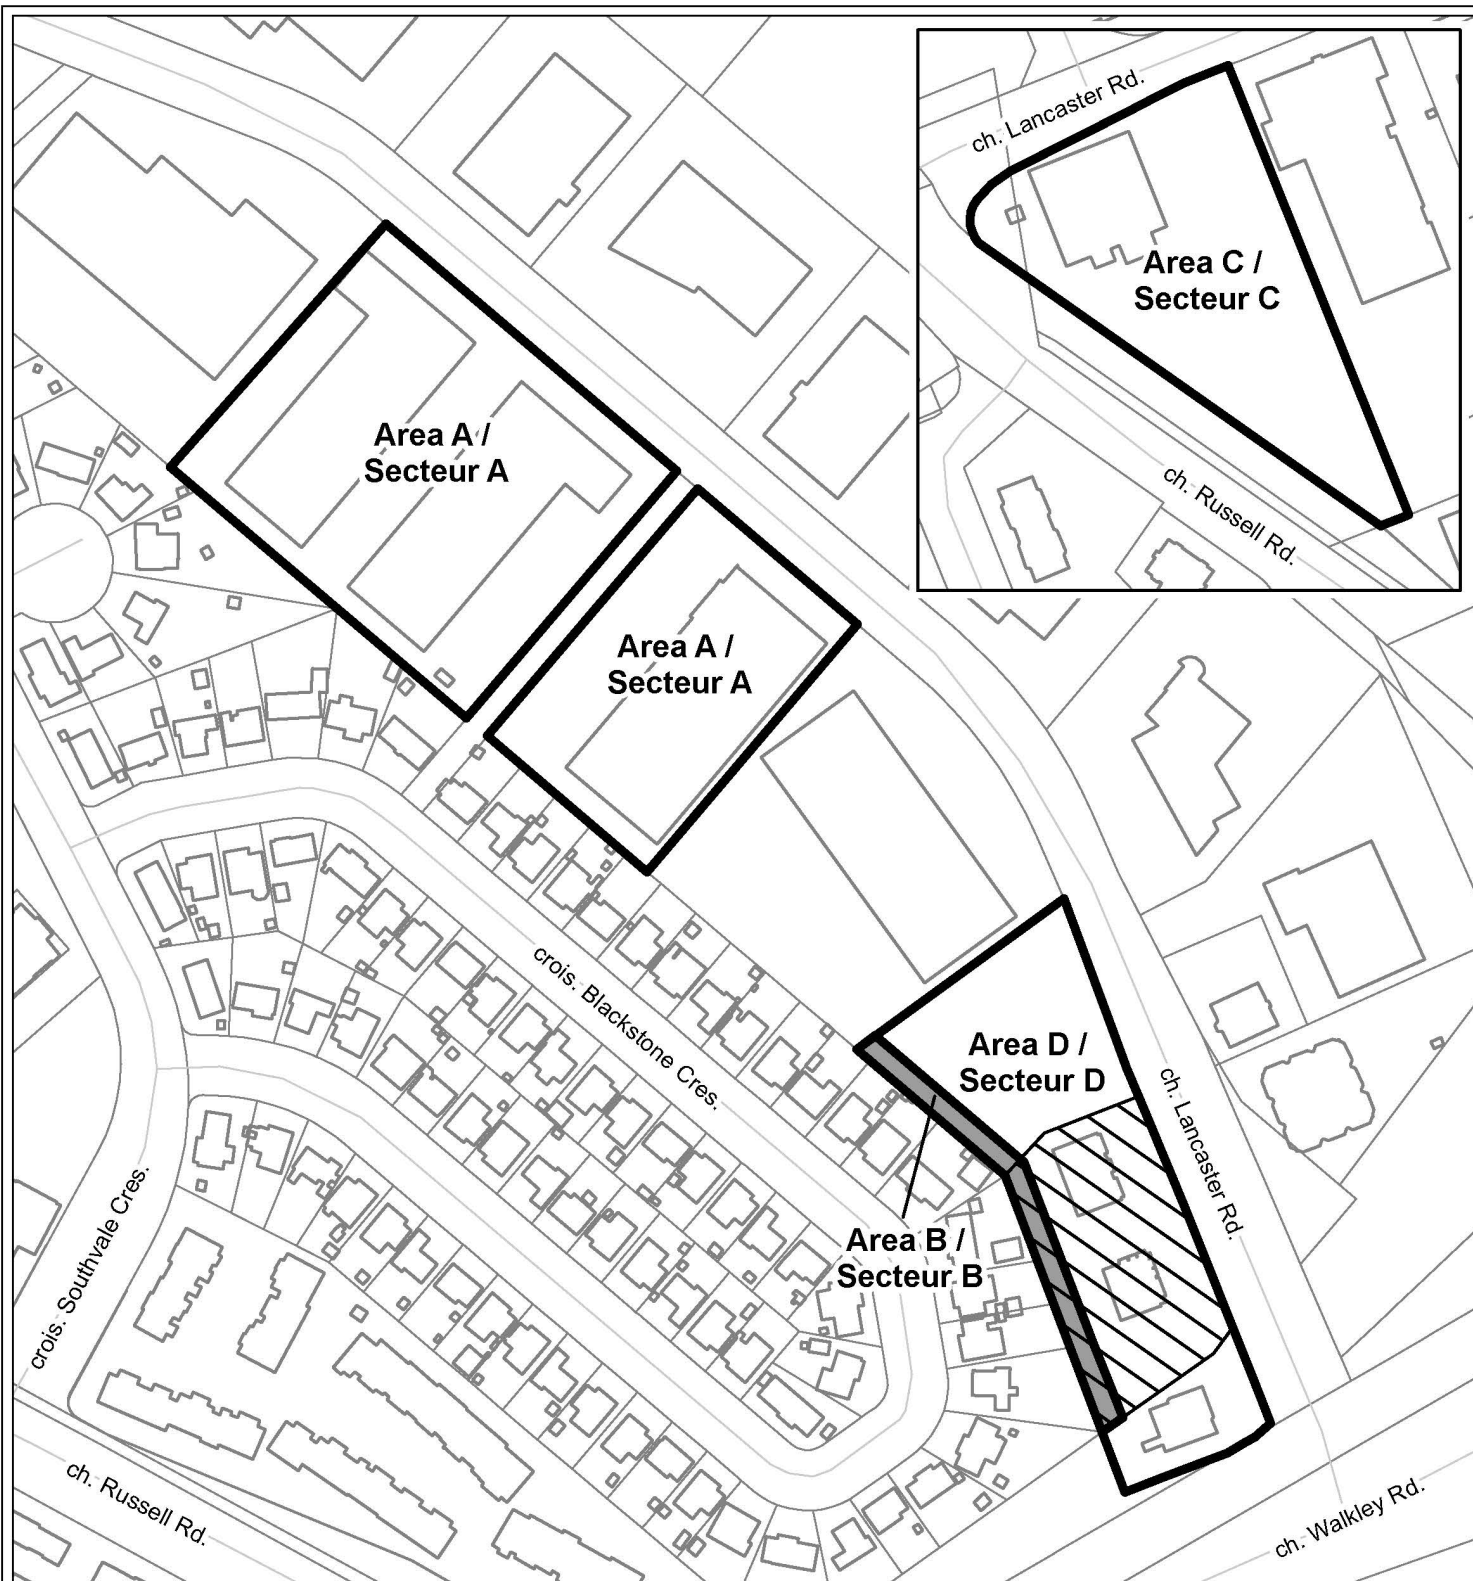 ch. Lancaster Rd.
Area C /
Secteur C
ch. Russell Rd.
Area A /
Secteur A
Area A /
Secteur A
crois. Blackstone Cres.
Area D /
Secteur D
ch. Lancaster Rd.
Area B /
Secteur B
crois. Southvale Cres.
ch. Russell Rd.
ch. Walkley Rd.